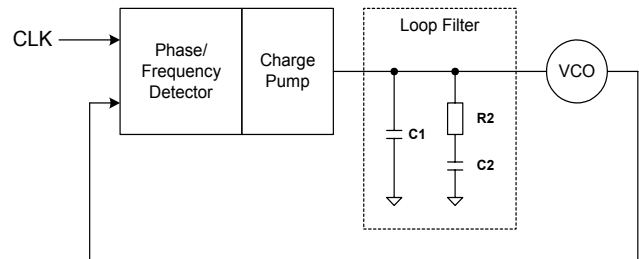 CLK
Phase/
Frequency
Detector
Charge
Pump
Loop Filter
C1
R2
C2
VCO